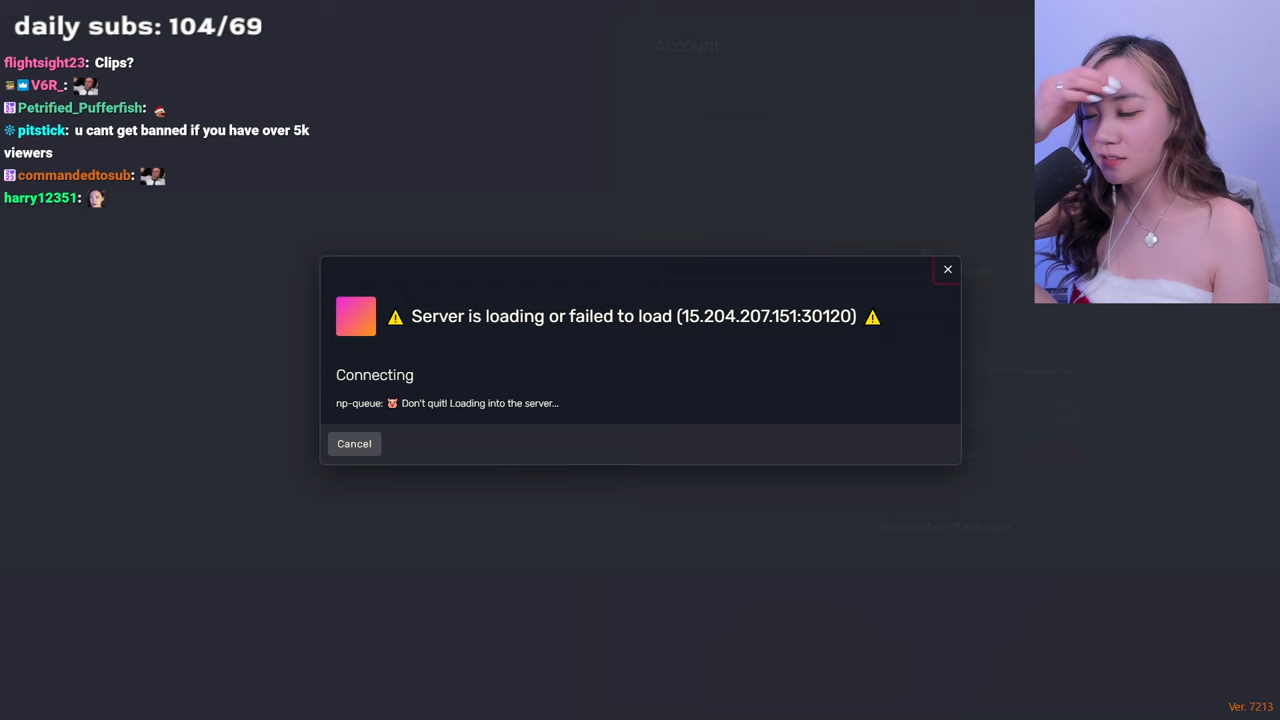 daily subs: 104/69
Account
flightsight23: Clips?
V6R_:
Petrified_Pufferfish:
pitstick: u cant get banned if you have over 5k
viewers
commandedtosub:
harry12351:
⚠ Server is loading or failed to load (15.204.207.151:30120) ⚠
Connecting
np-queue: 🐷 Don't quit! Loading into the server...
Cancel
Ver. 7213